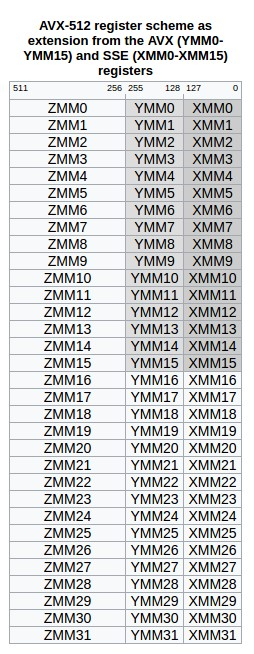 AVX-512 register scheme as
extension from the AVX (YMM0-
YMM15) and SSE (XMM0-XMM15)
registers
511 256 255 128 127 0
ZMM0 YMM0 XMM0
ZMM1 YMM1 XMM1
ZMM2 YMM2 XMM2
ZMM3 YMM3 XMM3
ZMM4 YMM4 XMM4
ZMM5 YMM5 XMM5
ZMM6 YMM6 XMM6
ZMM7 YMM7 XMM7
ZMM8 YMM8 XMM8
ZMM9 YMM9 XMM9
ZMM10 YMM10 XMM10
ZMM11 YMM11 XMM11
ZMM12 YMM12 XMM12
ZMM13 YMM13 XMM13
ZMM14 YMM14 XMM14
ZMM15 YMM15 XMM15
ZMM16 YMM16 XMM16
ZMM17 YMM17 XMM17
ZMM18 YMM18 XMM18
ZMM19 YMM19 XMM19
ZMM20 YMM20 XMM20
ZMM21 YMM21 XMM21
ZMM22 YMM22 XMM22
ZMM23 YMM23 XMM23
ZMM24 YMM24 XMM24
ZMM25 YMM25 XMM25
ZMM26 YMM26 XMM26
ZMM27 YMM27 XMM27
ZMM28 YMM28 XMM28
ZMM29 YMM29 XMM29
ZMM30 YMM30 XMM30
ZMM31 YMM31 XMM31